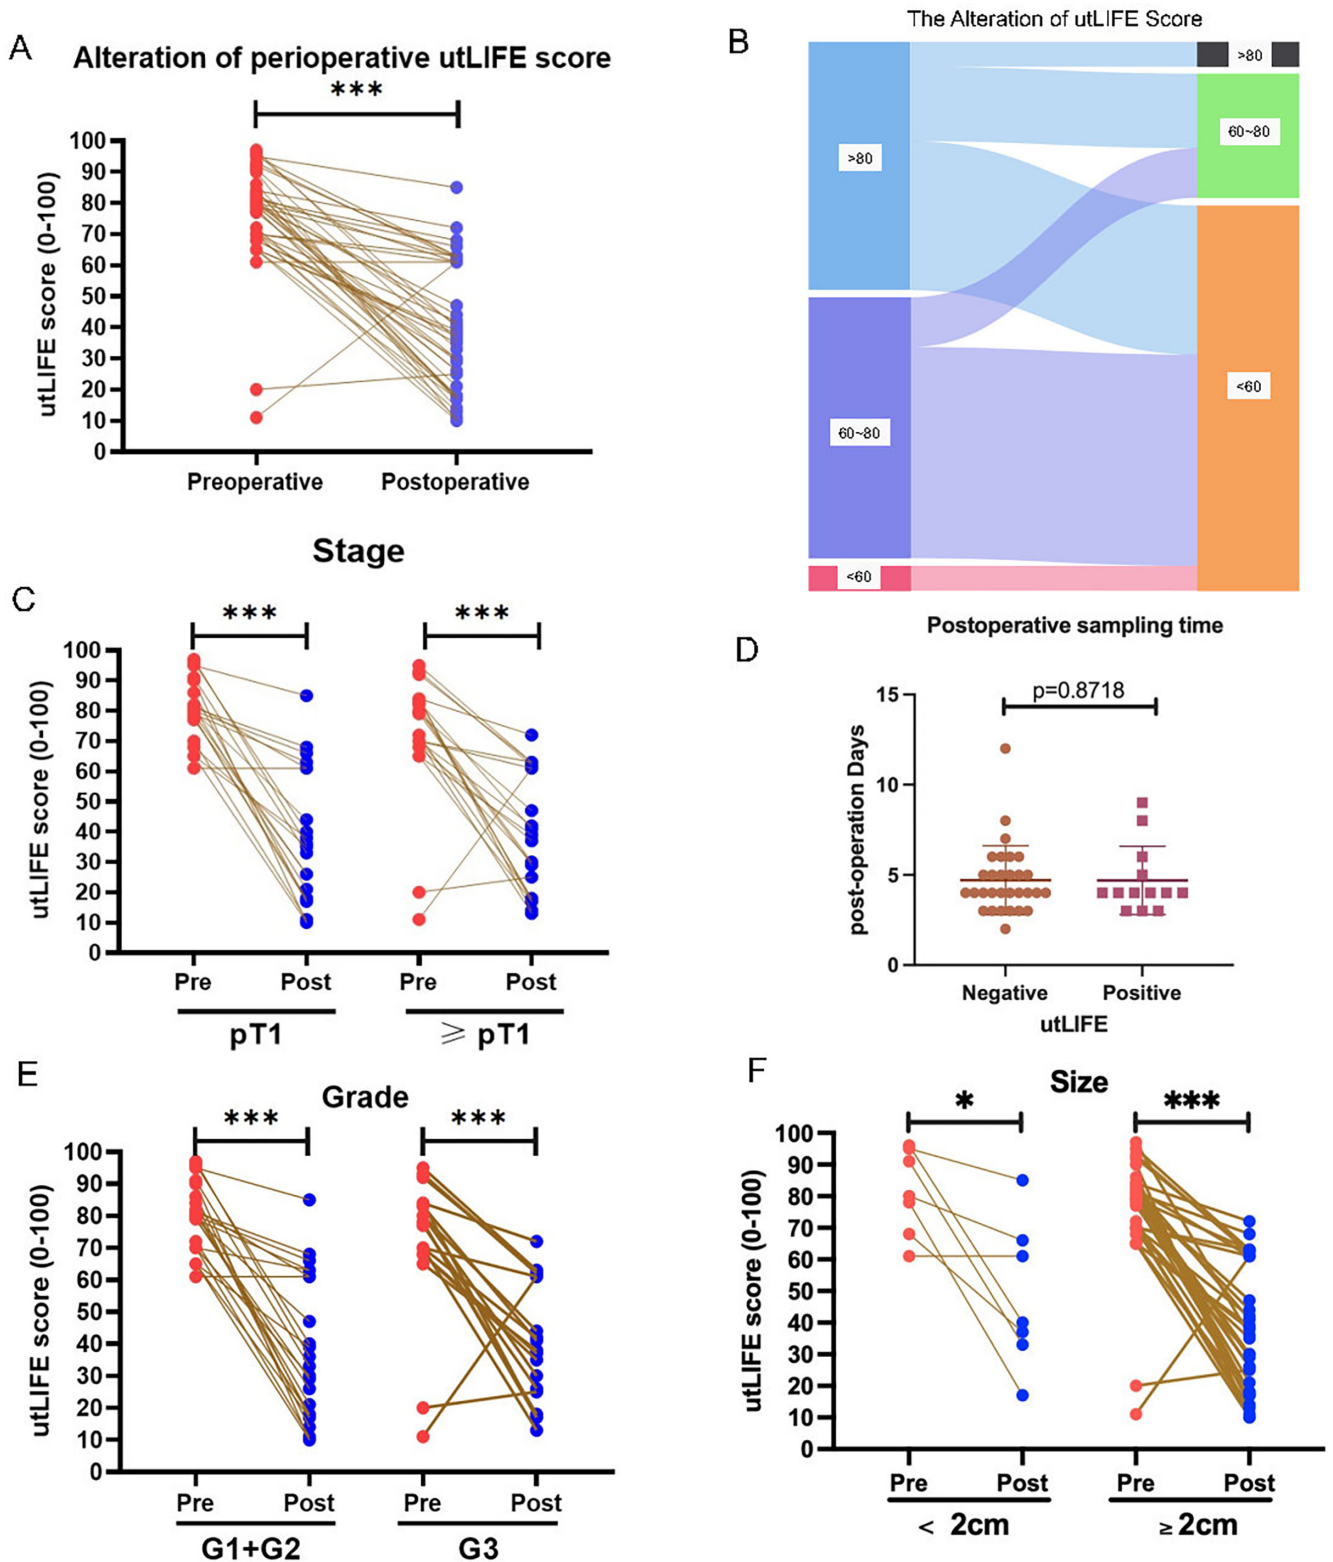 A
Alteration of perioperative utLIFE score
***
utLIFE score (0-100)
100
90
80
70
60
50
40
30
20
10
0
Preoperative Postoperative
B
The Alteration of utLIFE Score
>80
60~80
<60
>80
60~80
<60
Stage
C
*** ***
utLIFE score (0-100)
100
90
80
70
60
50
40
30
20
10
0
Pre Post Pre Post
pT1 ⩾ pT1
D
Postoperative sampling time
p=0.8718
post-operation Days
15
10
5
0
Negative Positive
utLIFE
E
Grade
*** ***
utLIFE score (0-100)
100
90
80
70
60
50
40
30
20
10
0
Pre Post Pre Post
G1+G2 G3
F
Size
* ***
utLIFE score (0-100)
100
90
80
70
60
50
40
30
20
10
0
Pre Post Pre Post
< 2cm ≥2cm